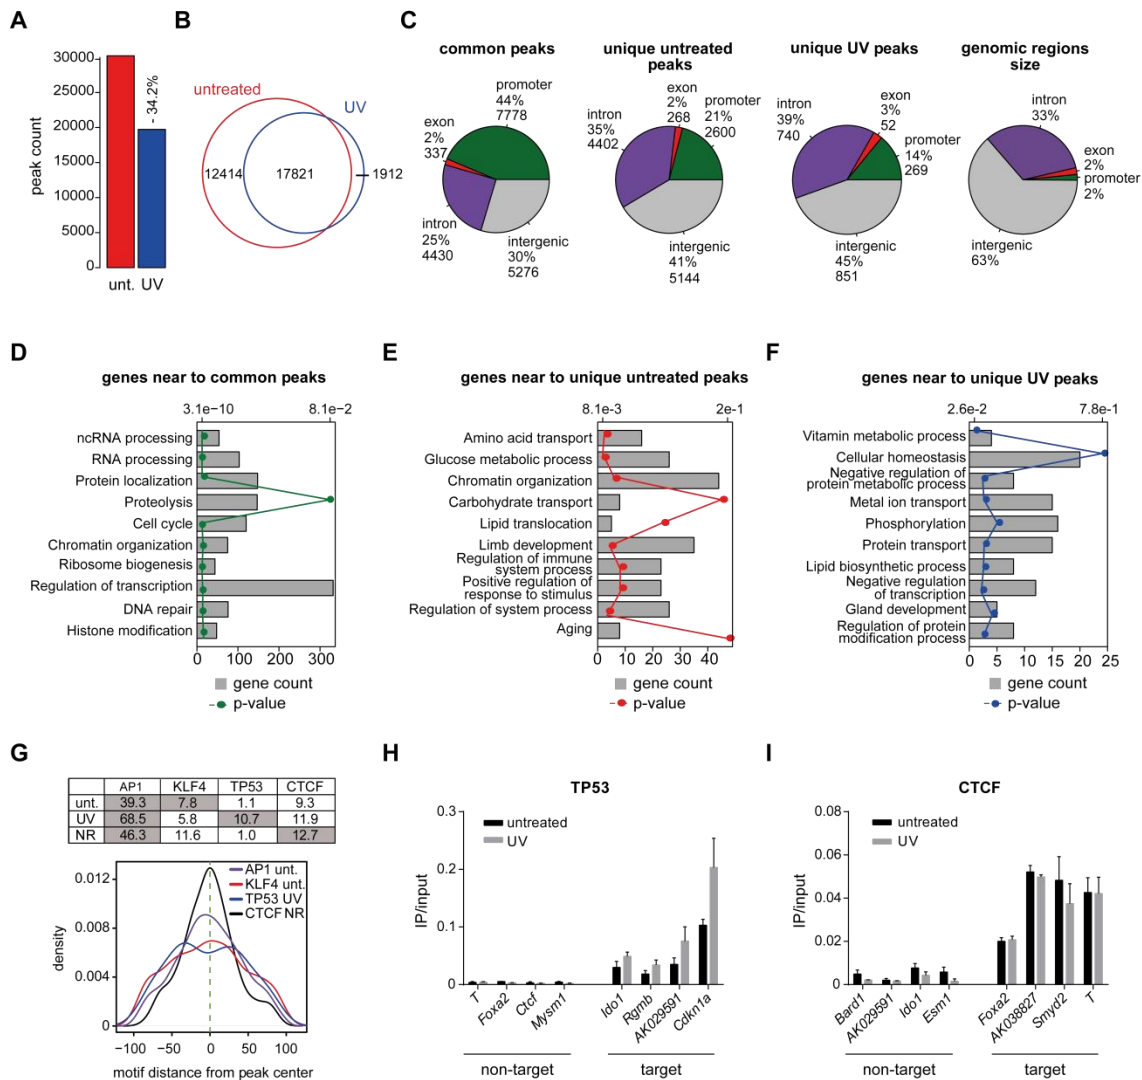 A
30000
20000
15000
10000
5000
0
peak count
- 34.2%
unt. UV
B
untreated
UV
12414
17821
1912
C
common peaks
promoter
44%
7778
exon
2%
337
intron
25%
4430
intergenic
30%
5276
unique untreated
peaks
exon
2%
268
promoter
21%
2600
intron
35%
4402
intergenic
41%
5144
unique UV peaks
exon
3%
52
intron
39%
740
promoter
14%
269
intergenic
45%
851
genomic regions
size
intron
33%
exon
2%
promoter
2%
intergenic
63%
D
genes near to common peaks
3.1e−10 8.1e−2
ncRNA processing
RNA processing
Protein localization
Proteolysis
Cell cycle
Chromatin organization
Ribosome biogenesis
Regulation of transcription
DNA repair
Histone modification
0 100 200 300
gene count
p-value
E
genes near to unique untreated peaks
8.1e−3 2e−1
Amino acid transport
Glucose metabolic process
Chromatin organization
Carbohydrate transport
Lipid translocation
Limb development
Regulation of immune
system process
Positive regulation of
response to stimulus
Regulation of system process
Aging
0 10 20 30 40
gene count
p-value
F
genes near to unique UV peaks
2.6e−2 7.8e−1
Vitamin metabolic process
Cellular homeostasis
Negative regulation of
protein metabolic process
Metal ion transport
Phosphorylation
Protein transport
Lipid biosynthetic process
Negative regulation
of transcription
Gland development
Regulation of protein
modification process
0 5 10 15 20 25
gene count
p-value
G
AP1 KLF4 TP53 CTCF
unt. 39.3 7.8 1.1 9.3
UV 68.5 5.8 10.7 11.9
NR 46.3 11.6 1.0 12.7
AP1 unt.
KLF4 unt.
TP53 UV
CTCF NR
0.012
0.008
0.004
0
density
−100 −50 0 50 100
motif distance from peak center
H
TP53
0.3
0.2
0.1
0
IP/input
untreated
UV
T
Foxa2
Ctcf
Mysm1
Ido1
Rgmb
AK029591
Cdkn1a
non-target target
I
CTCF
0.08
0.06
0.04
0.02
0
IP/input
untreated
UV
Bard1
AK029591
Ido1
Esm1
Foxa2
AK038827
Smyd2
T
non-target target